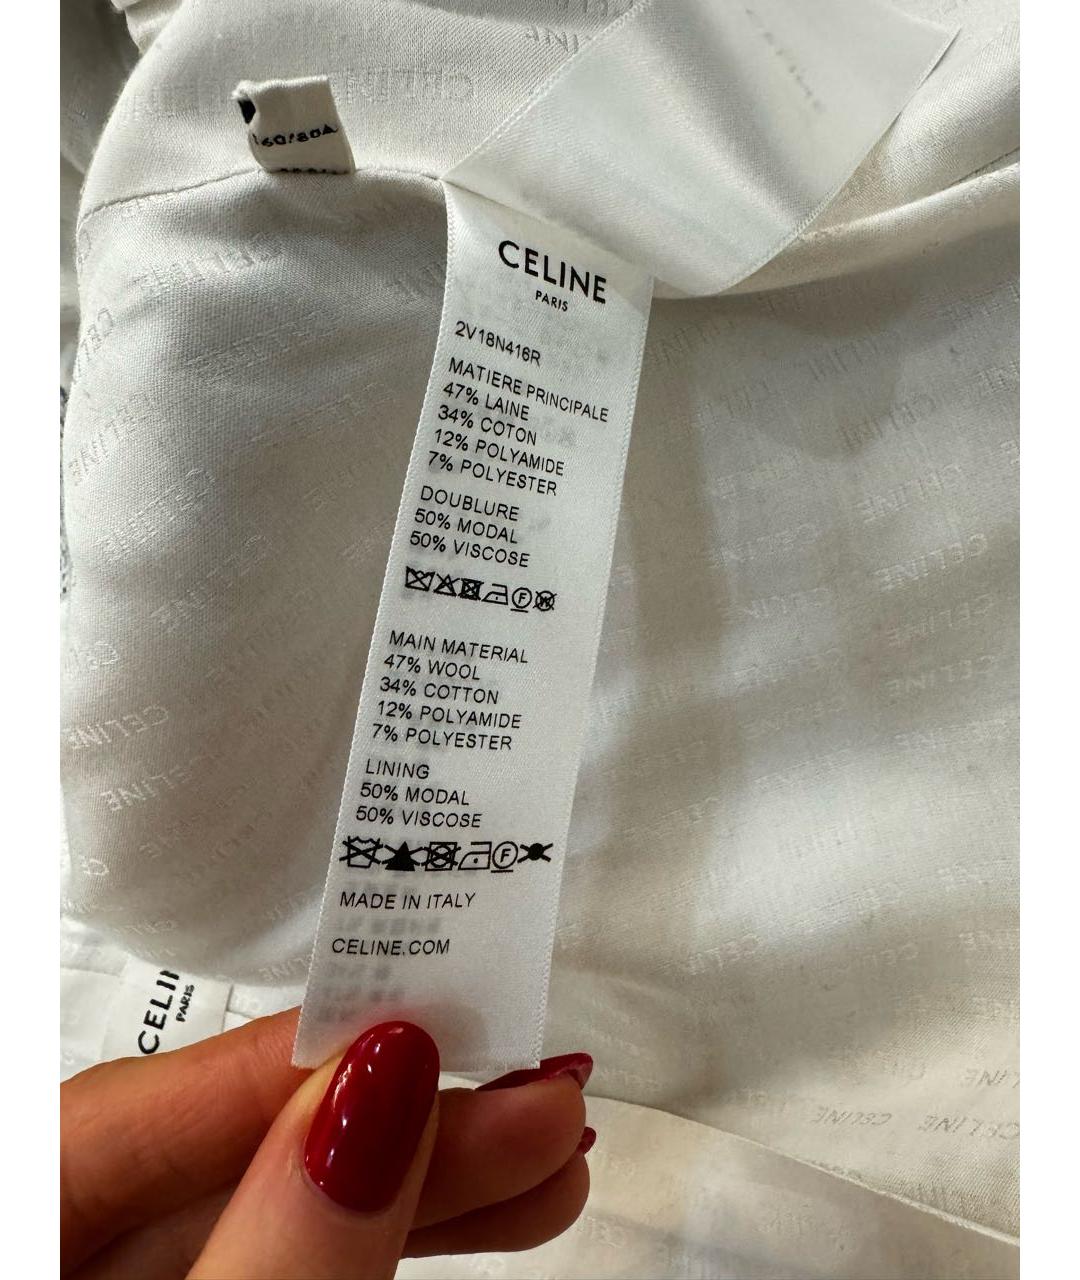 160/80A
CELINE
PARIS
2V18N416R
MATIERE PRINCIPALE
47% LAINE
34% COTON
12% POLYAMIDE
7% POLYESTER
DOUBLURE
50% MODAL
50% VISCOSE
F
W
MAIN MATERIAL
47% WOOL
34% COTTON
12% POLYAMIDE
7% POLYESTER
LINING
50% MODAL
50% VISCOSE
F
MADE IN ITALY
CELINE.COM
PARIS